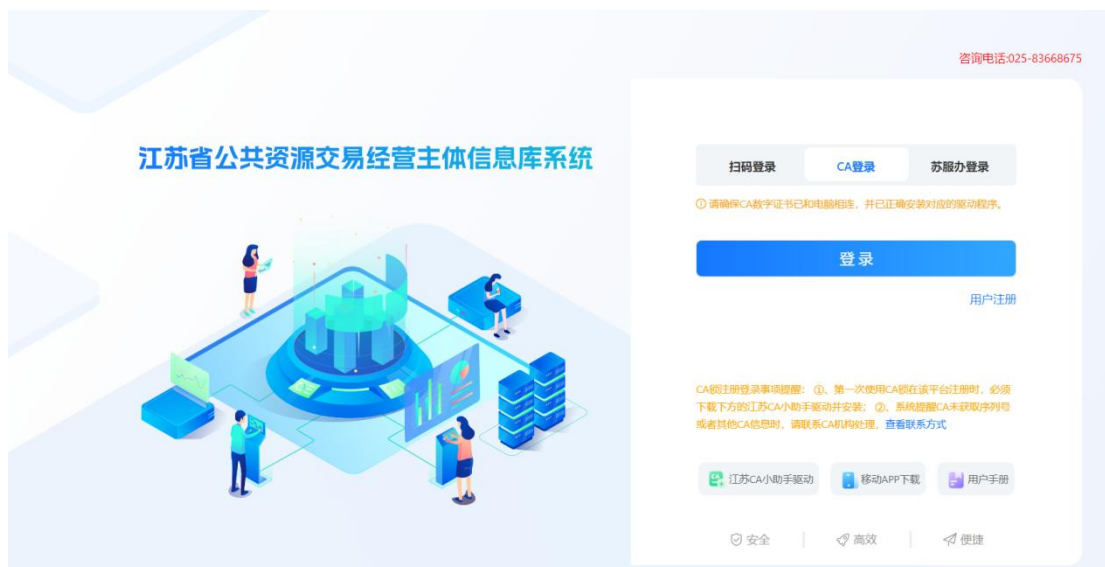 咨询电话:025-83668675
江苏省公共资源交易经营主体信息库系统
扫码登录 CA登录 苏服办登录
请确保CA数字证书已和电脑相连，并已正确安装对应的驱动程序。
登录
用户注册
CA锁注册登录事项提醒： ①、第一次使用CA锁在该平台注册时，必须
下载下方的江苏CA小助手驱动并安装； ②、系统提醒CA未获取序列号
或者其他CA信息时，请联系CA机构处理，查看联系方式
江苏CA小助手驱动 移动APP下载 用户手册
安全 高效 便捷